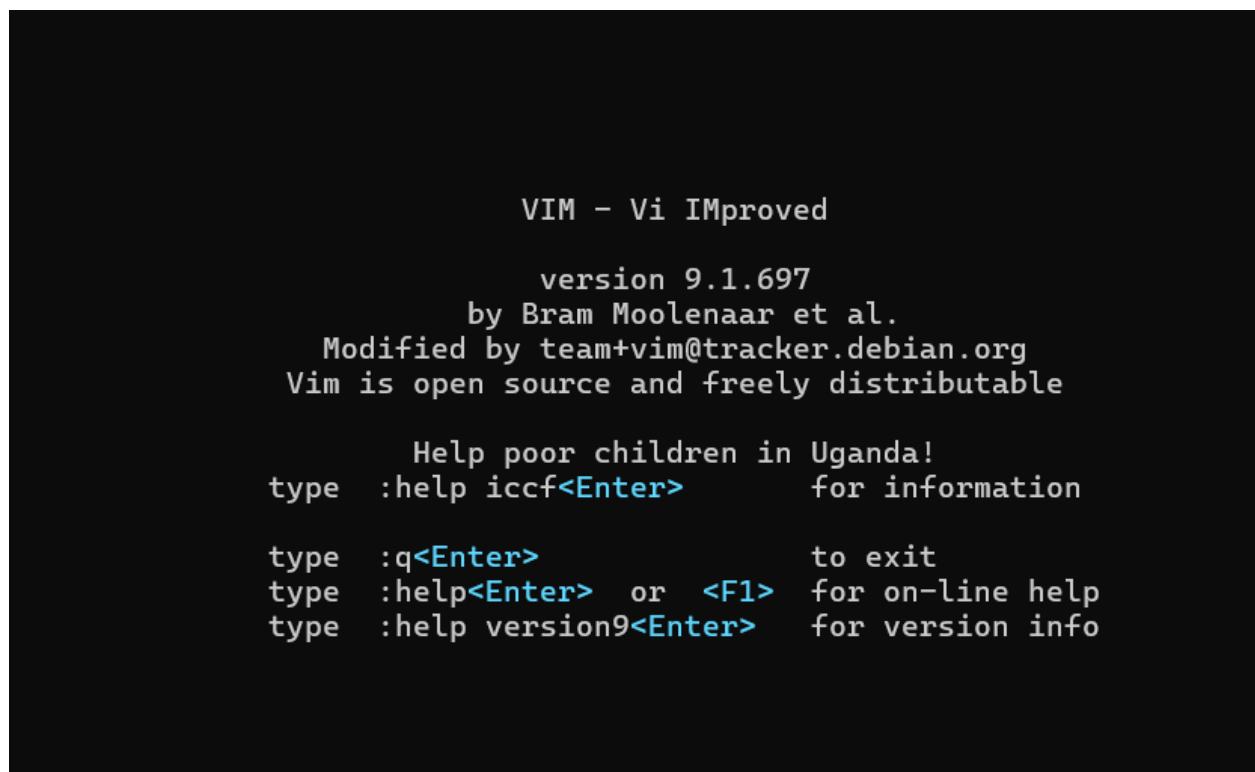 VIM - Vi IMproved
version 9.1.697
by Bram Moolenaar et al.
Modified by team+vim@tracker.debian.org
Vim is open source and freely distributable
Help poor children in Uganda!
type  :help iccf<Enter>       for information
type  :q<Enter>               to exit
type  :help<Enter>  or  <F1>  for on-line help
type  :help version9<Enter>   for version info